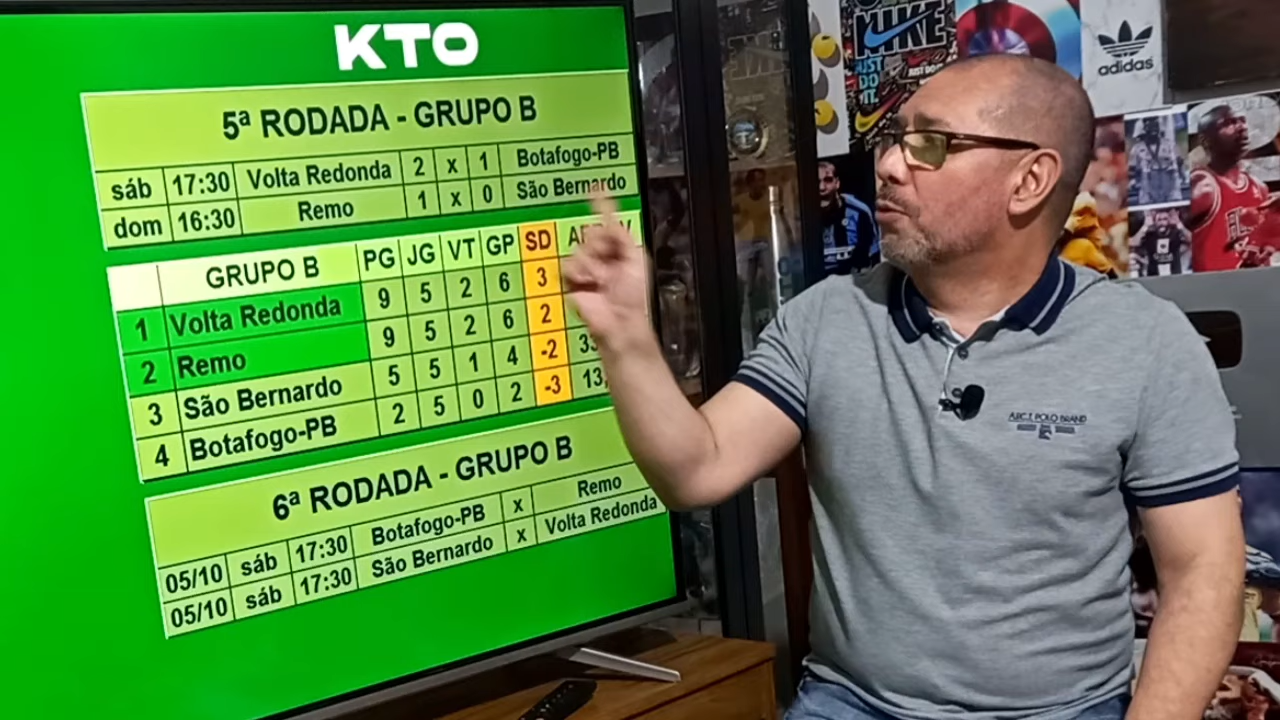 KTO
5ª RODADA - GRUPO B
sáb 17:30 Volta Redonda 2 x 1 Botafogo-PB
dom 16:30 Remo 1 x 0 São Bernardo
GRUPO B PG JG VT GP SD
1 Volta Redonda 9 5 2 6 3
2 Remo 9 5 2 6 2
3 São Bernardo 5 5 1 4 -2
4 Botafogo-PB 2 5 0 2 -3 13,
6ª RODADA - GRUPO B
05/10 sáb 17:30 Botafogo-PB x Remo
05/10 sáb 17:30 São Bernardo x Volta Redonda
NIKE
JUST DO IT.
adidas